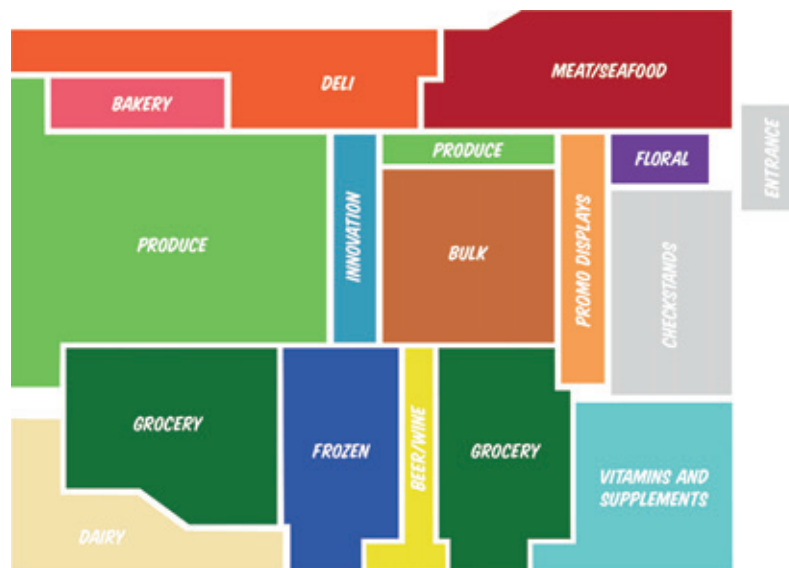 MEAT/SEAFOOD
DELI
BAKERY
ENTRANCE
PRODUCE
FLORAL
PRODUCE
INNOVATION
BULK
PROMO DISPLAYS
CHECKSTANDS
GROCERY
FROZEN
BEER/WINE
GROCERY
VITAMINS AND
SUPPLEMENTS
DAIRY